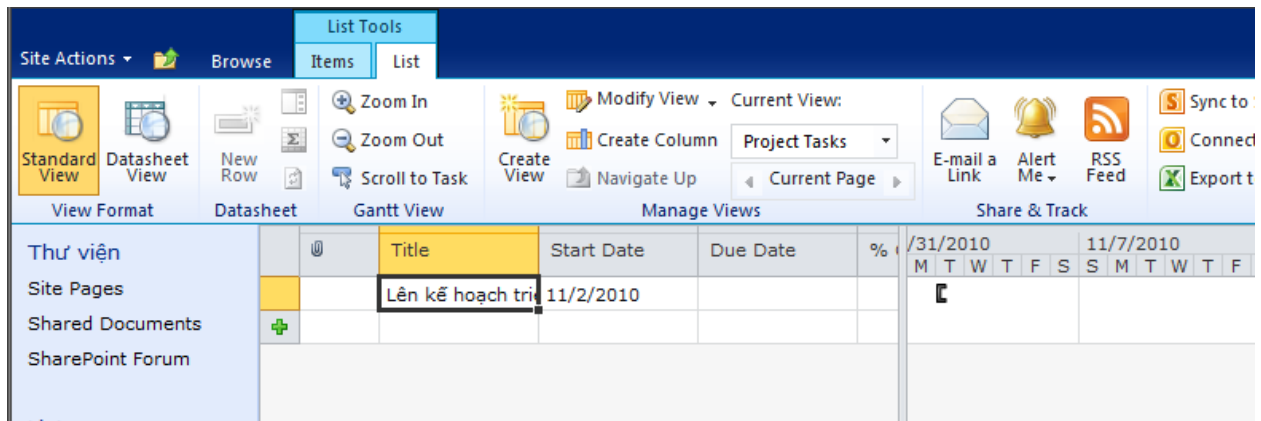 List Tools
Site Actions Browse Items List
Zoom In Modify View Current View: Sync to
Zoom Out Create Column Project Tasks Connect
Standard View Datasheet View New Row Scroll to Task Create View Navigate Up Current Page E-mail a Link Alert Me RSS Feed Export t
View Format Datasheet Gantt View Manage Views Share & Track
Thư viện Title Start Date Due Date % /31/2010 11/7/2010
M T W T F S S M T W T F
Site Pages Lên kế hoạch 11/2/2010
Shared Documents
SharePoint Forum